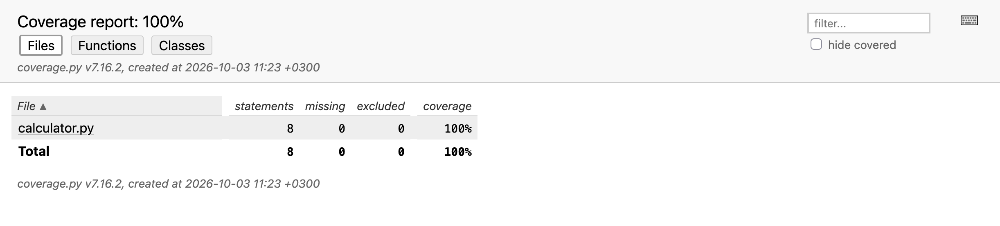 Coverage report: 100%
filter...
Files Functions Classes
hide covered
coverage.py v7.16.2, created at 2026-10-03 11:23 +0300
File ▲ statements missing excluded coverage
calculator.py 8 0 0 100%
Total 8 0 0 100%
coverage.py v7.16.2, created at 2026-10-03 11:23 +0300